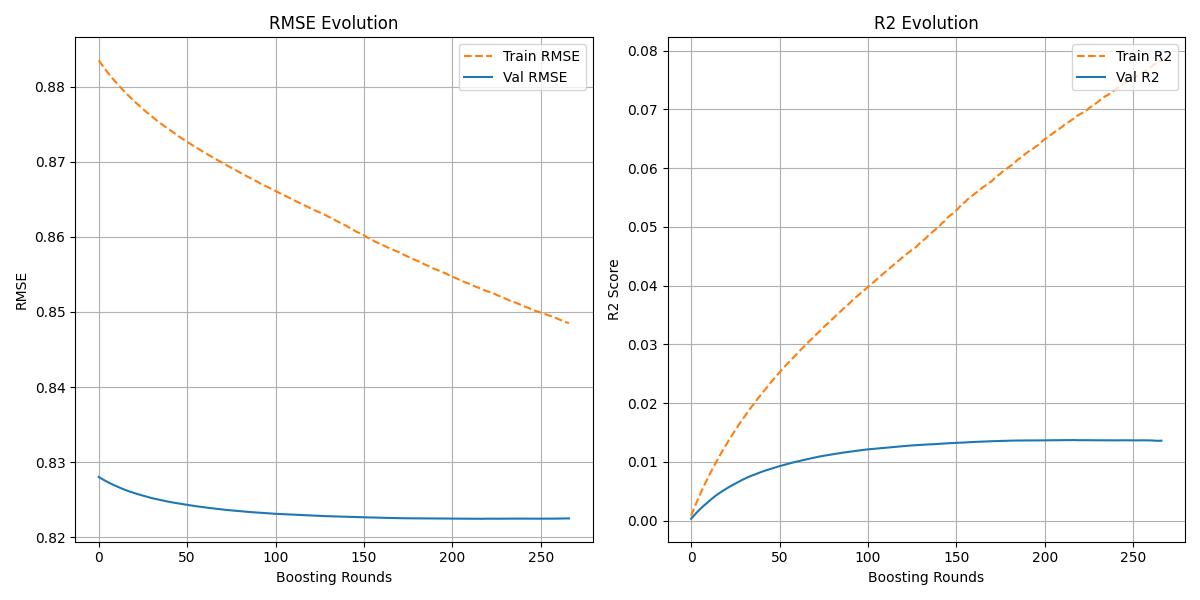 RMSE Evolution
Train RMSE
Val RMSE
0.88
0.87
0.86
0.85
0.84
0.83
0.82
RMSE
0
50
100
150
200
250
Boosting Rounds
R2 Evolution
Train R2
Val R2
0.08
0.07
0.06
0.05
0.04
0.03
0.02
0.01
0.00
R2 Score
0
50
100
150
200
250
Boosting Rounds